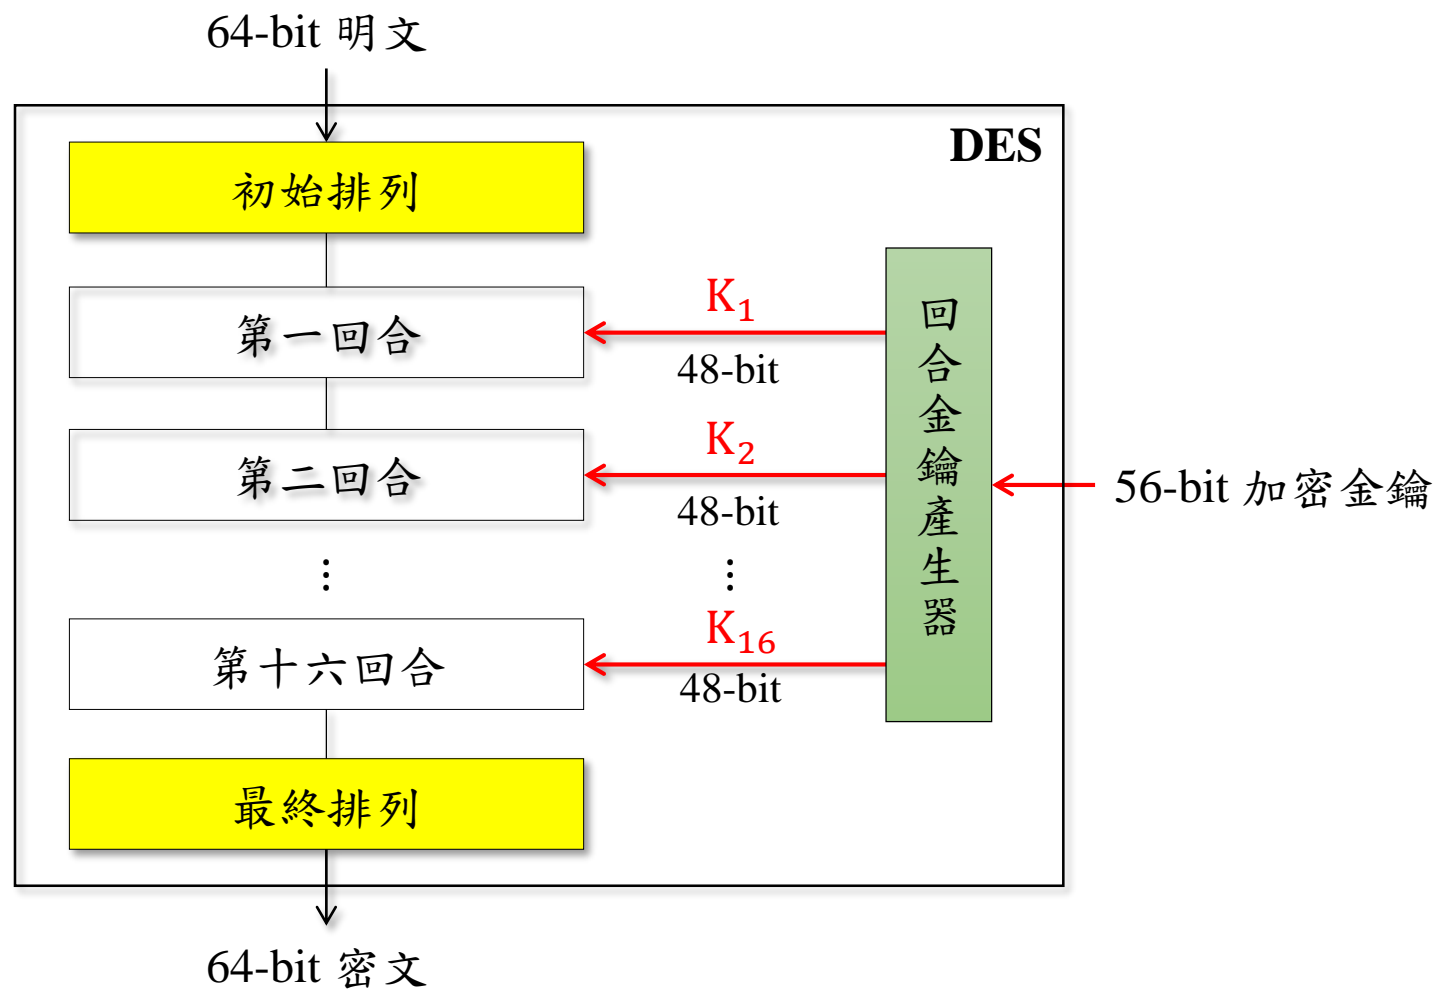 64-bit 明文
DES
初始排列
第一回合
K₁
48-bit
第二回合
K₂
48-bit
⋮
⋮
第十六回合
K₁₆
48-bit
回合金鑰產生器
56-bit 加密金鑰
最終排列
64-bit 密文